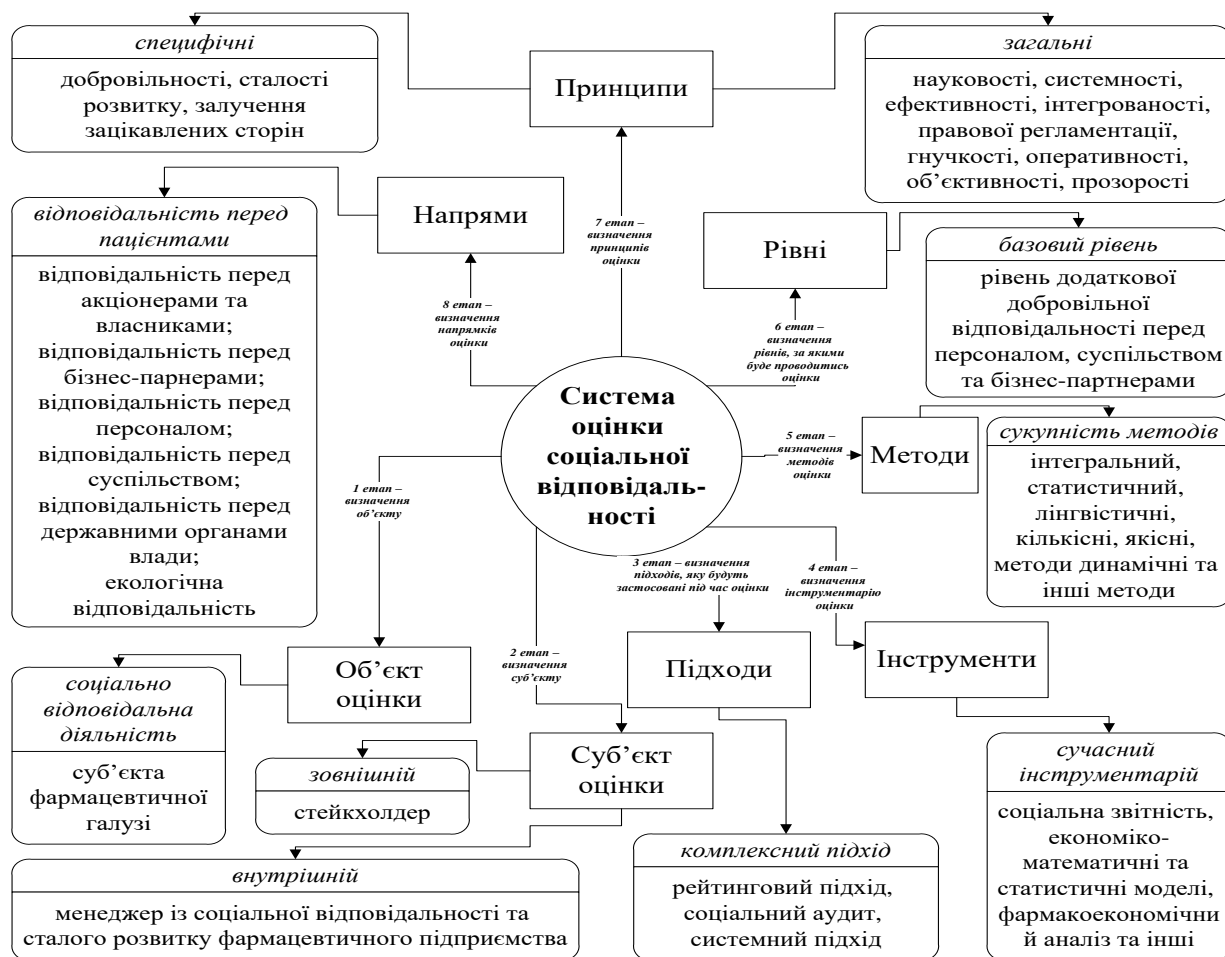 специфічні
добровільності, сталості
розвитку, залучення
зацікавлених сторін
Принципи
загальні
науковості, системності,
ефективності, інтегрованості,
правової регламентації,
гнучкості, оперативності,
об’єктивності, прозорості
відповідальність перед
пацієнтами
відповідальність перед
акціонерами та
власниками;
відповідальність перед
бізнес-парнерами;
відповідальність перед
персоналом;
відповідальність перед
суспільством;
відповідальність перед
державними органами
влади;
екологічна
відповідальність
Напрями
7 етап –
визначення
принципів
оцінки
Рівні
базовий рівень
рівень додаткової
добровільної
відповідальності перед
персоналом, суспільством
та бізнес-партнерами
8 етап –
визначення
напрямків
оцінки
6 етап –
визначення
рівнів, за якими
буде проводитись
оцінки
Система
оцінки
соціальної
відповідаль-
ності
5 етап –
визначення
методів
оцінки
Методи
сукупність методів
інтегральний,
статистичний,
лінгвістичні,
кількісні, якісні,
методи динамічні та
інші методи
1 етап –
визначення
об’єкту
2 етап –
визначення
суб’єкту
3 етап – визначення
підходів, яку будуть
застосовані під час оцінки
4 етап –
визначення
інструментарію
оцінки
Об’єкт
оцінки
соціально
відповідальна
діяльність
суб’єкта
фармацевтичної
галузі
Суб’єкт
оцінки
зовнішній
стейкхолдер
внутрішній
менеджер із соціальної відповідальності та
сталого розвитку фармацевтичного підприємства
Підходи
комплексний підхід
рейтинговий підхід,
соціальний аудит,
системний підхід
Інструменти
сучасний
інструментарій
соціальна звітність,
економіко-
математичні та
статистичні моделі,
фармакоекономічни
й аналіз та інші